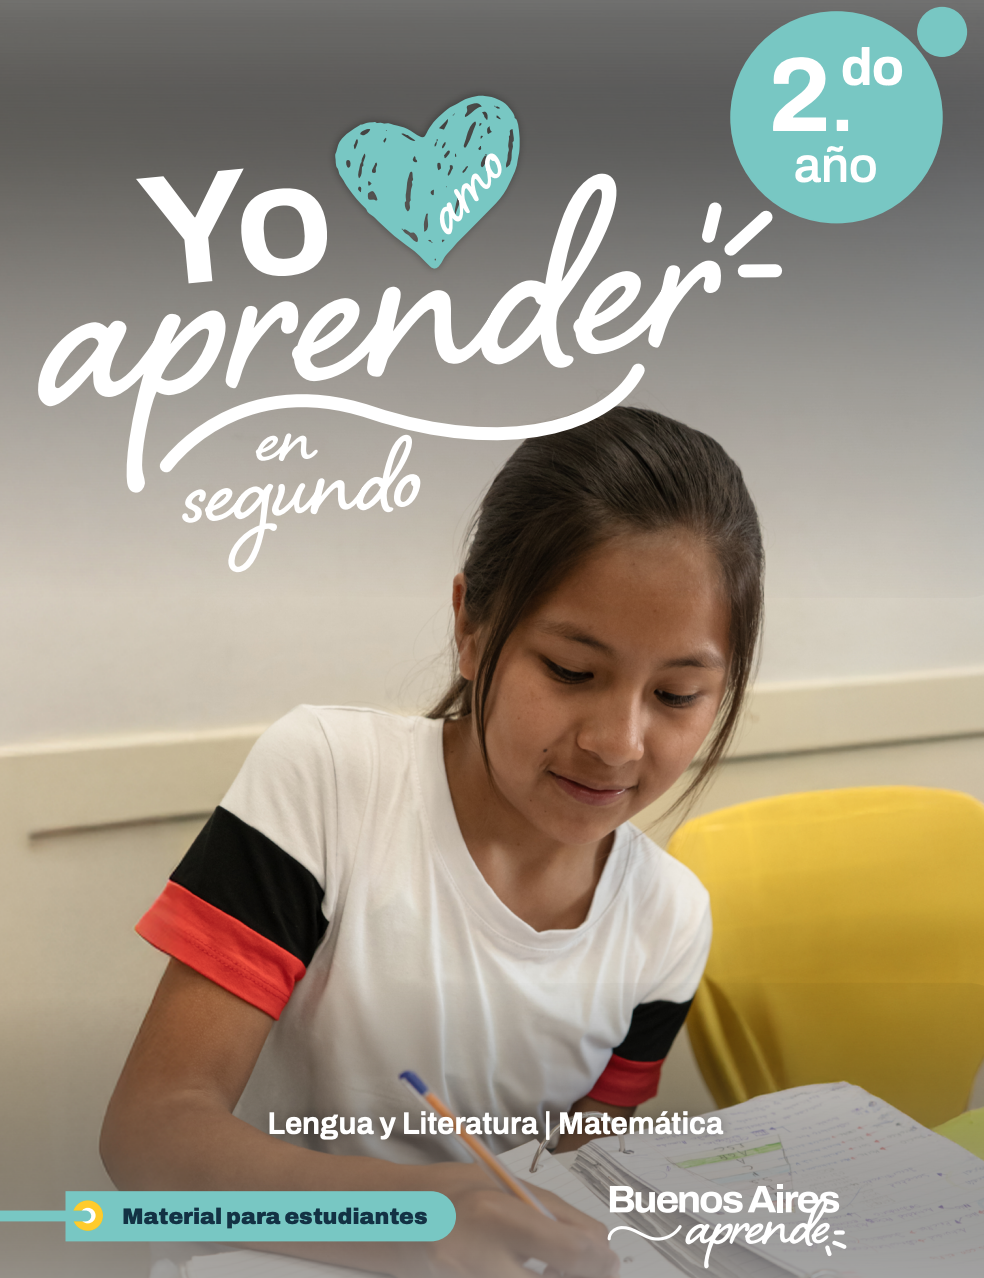 2.do
año
Yo amo
aprender
en
segundo
Lengua y Literatura | Matemática
Material para estudiantes
Buenos Aires
aprende